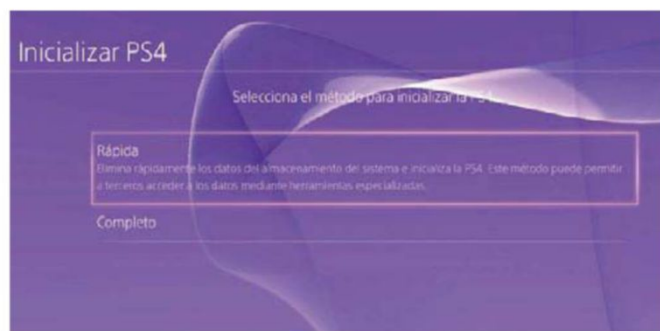 Inicializar PS4
Selecciona el método para inicializar la PS4.
Rápida
Elimina rápidamente los datos del almacenamiento del sistema e inicializa la PS4. Este método puede permitir
a terceros acceder a los datos mediante herramientas especializadas.
Completo